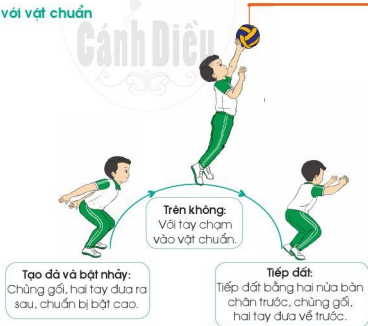 với vật chuẩn
Cánh Diều
Trên không:
Với tay chạm
vào vật chuẩn.
Tạo đà và bật nhảy:
Chùng gối, hai tay đưa ra
sau, chuẩn bị bật cao.
Tiếp đất:
Tiếp đất bằng hai nửa bàn
chân trước, chùng gối,
hai tay đưa về trước.